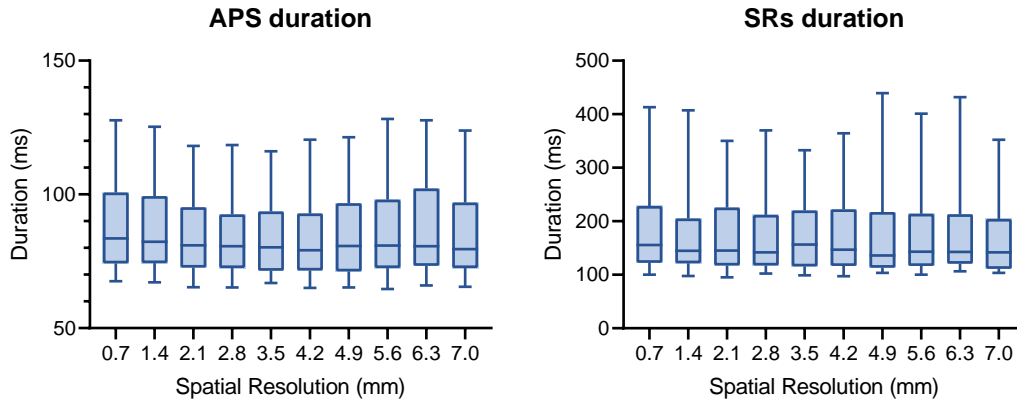 APS duration
150
100
50
Duration (ms)
0.7 1.4 2.1 2.8 3.5 4.2 4.9 5.6 6.3 7.0
Spatial Resolution (mm)
SRs duration
500
400
300
200
100
0
Duration (ms)
0.7 1.4 2.1 2.8 3.5 4.2 4.9 5.6 6.3 7.0
Spatial Resolution (mm)